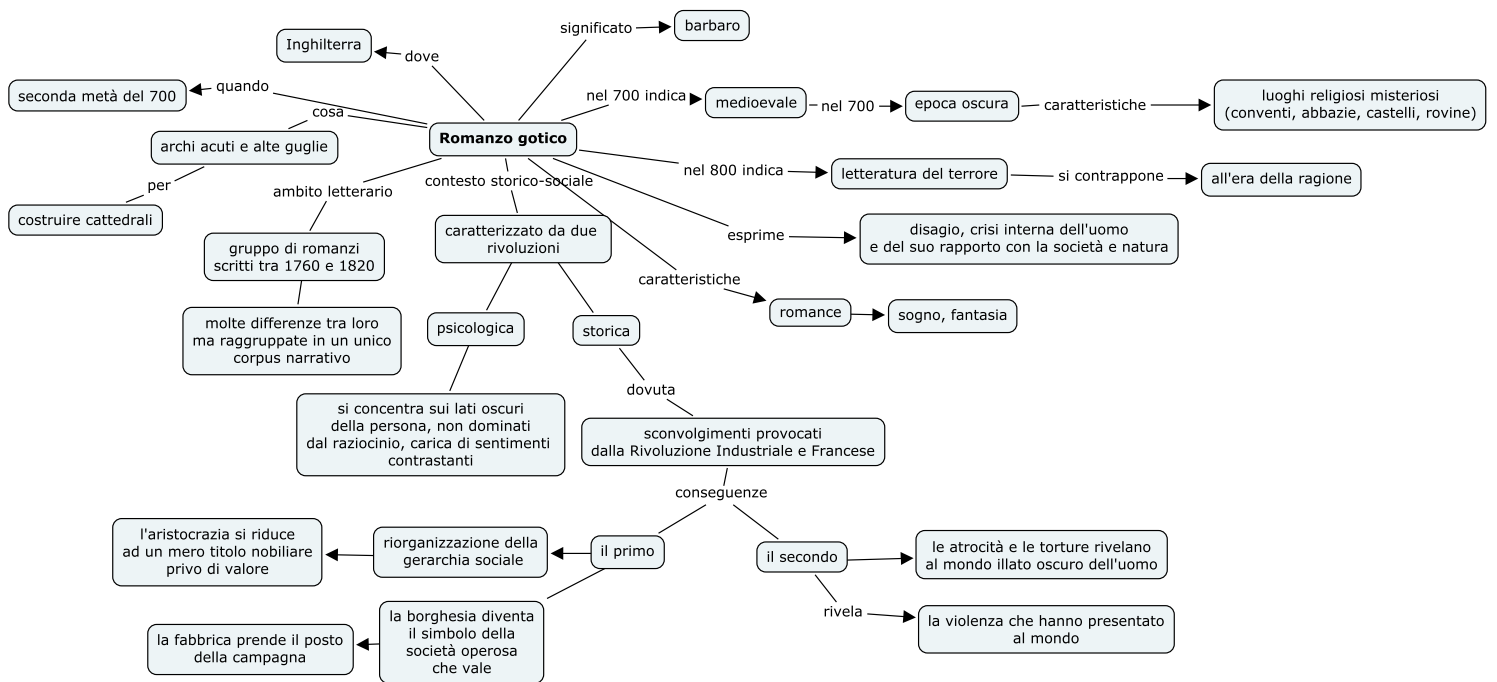 significato
barbaro
Inghilterra
dove
seconda metà del 700
quando
cosa
nel 700 indica
medioevale
nel 700
epoca oscura
caratteristiche
luoghi religiosi misteriosi
(conventi, abbazie, castelli, rovine)
Romanzo gotico
archi acuti e alte guglie
per
costruire cattedrali
ambito letterario
contesto storico-sociale
nel 800 indica
letteratura del terrore
si contrappone
all'era della ragione
gruppo di romanzi
scritti tra 1760 e 1820
caratterizzato da due
rivoluzioni
esprime
disagio, crisi interna dell'uomo
e del suo rapporto con la società e natura
caratteristiche
romance
sogno, fantasia
molte differenze tra loro
ma raggruppate in un unico
corpus narrativo
psicologica
storica
dovuta
si concentra sui lati oscuri
della persona, non dominati
dal raziocinio, carica di sentimenti
contrastanti
sconvolgimenti provocati
dalla Rivoluzione Industriale e Francese
conseguenze
l'aristocrazia si riduce
ad un mero titolo nobiliare
privo di valore
riorganizzazione della
gerarchia sociale
il primo
il secondo
le atrocità e le torture rivelano
al mondo illato oscuro dell'uomo
rivela
la violenza che hanno presentato
al mondo
la borghesia diventa
il simbolo della
società operosa
che vale
la fabbrica prende il posto
della campagna